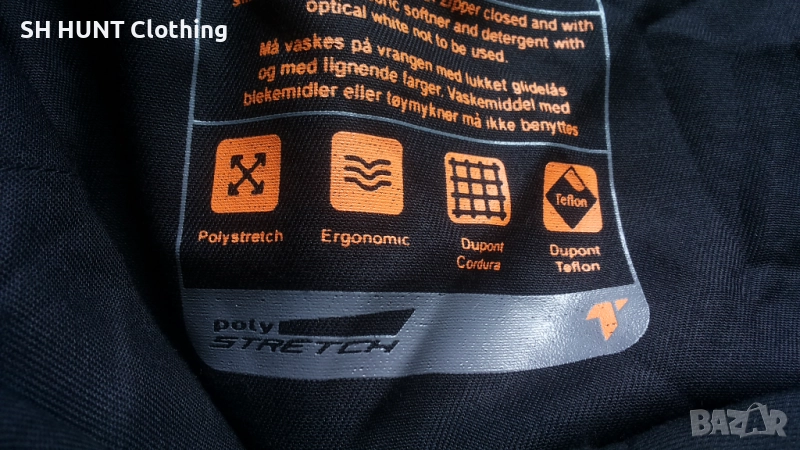 SH HUNT Clothing
zipper closed and with
softner and detergent with
optical white not to be used.
Må vaskes på vrangen med lukket glidelås
og med lignende farger. Vaskemiddel med
blekemidler eller tøymykner må ikke benyttes
Teflon
Polystretch
Ergonomic
Dupont
Cordura
Dupont
Teflon
poly
STRETCH
BAZAR